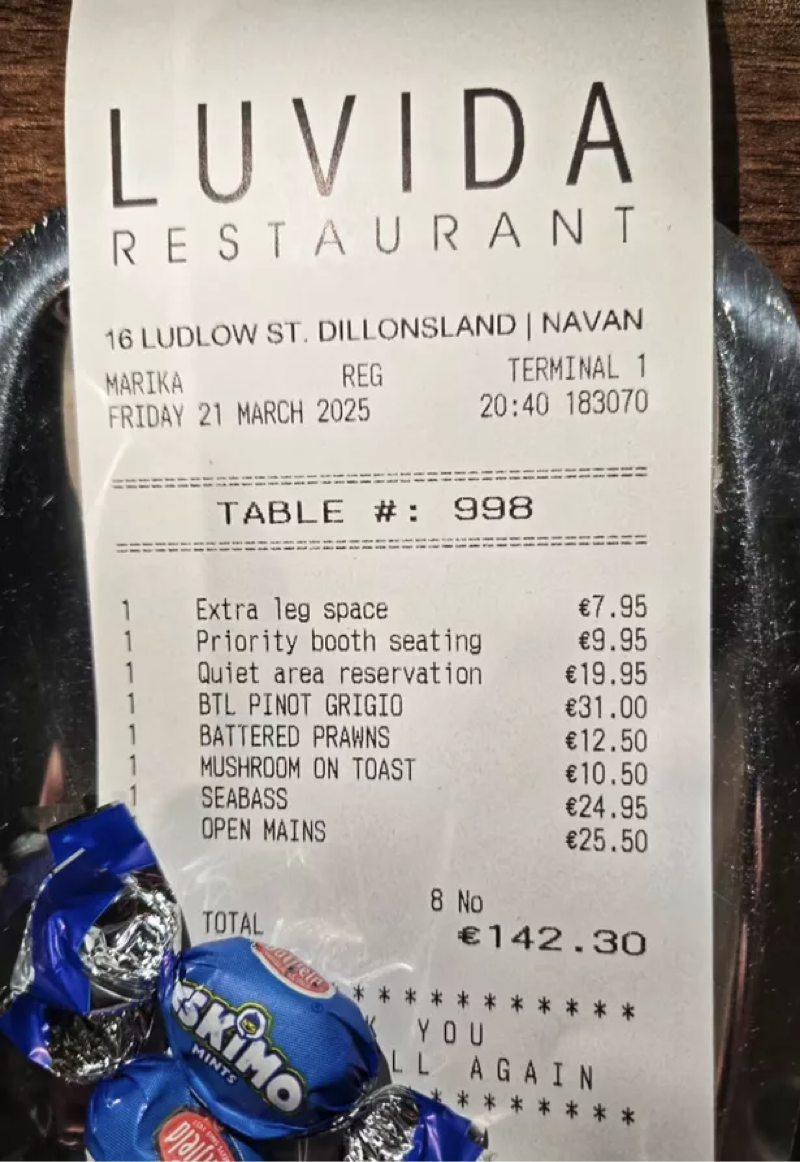 LUVIDA
RESTAURANT
16 LUDLOW ST. DILLONSLAND | NAVAN
MARIKA REG TERMINAL 1
FRIDAY 21 MARCH 2025 20:40 183070
TABLE #: 998
1 Extra leg space €7.95
1 Priority booth seating €9.95
1 Quiet area reservation €19.95
1 BTL PINOT GRIGIO €31.00
1 BATTERED PRAWNS €12.50
1 MUSHROOM ON TOAST €10.50
1 SEABASS €24.95
OPEN MAINS €25.50
8 No
TOTAL €142.30
* * * * * * * * * * *
K YOU
LL AGAIN
* * * * * * * *
ESKIMO
MINTS